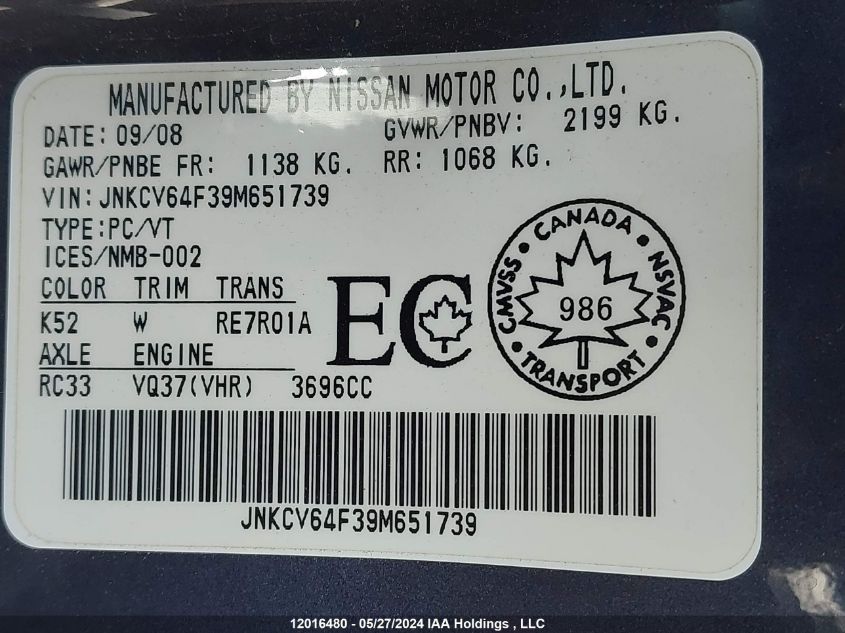 MANUFACTURED BY NISSAN MOTOR CO.,LTD.
DATE: 09/08 GVWR/PNBV: 2199 KG.
GAWR/PNBE FR: 1138 KG. RR: 1068 KG.
VIN: JNKCV64F39M651739
TYPE:PC/VT
ICES/NMB-002
COLOR TRIM TRANS
K52 W RE7R01A
AXLE ENGINE
RC33 VQ37(VHR) 3696CC
EC
CANADA
CMVSS
NSVAC
986
TRANSPORT
JNKCV64F39M651739
12016480 - 05/27/2024 IAA Holdings , LLC